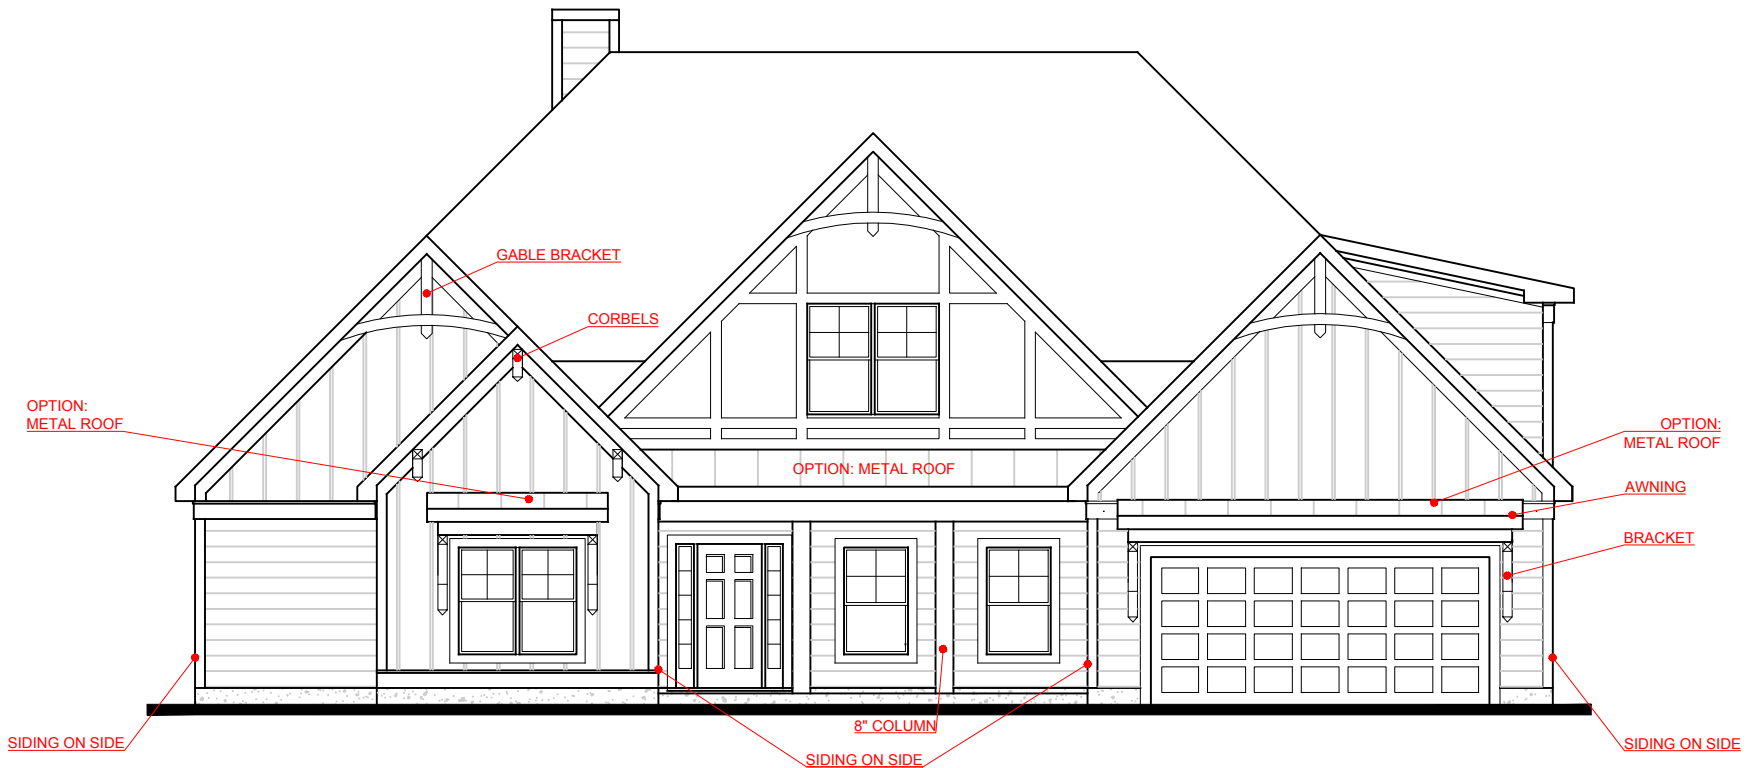 GABLE BRACKET
CORBELS
OPTION:
METAL ROOF
OPTION: METAL ROOF
OPTION:
METAL ROOF
AWNING
BRACKET
8" COLUMN
SIDING ON SIDE
SIDING ON SIDE
SIDING ON SIDE